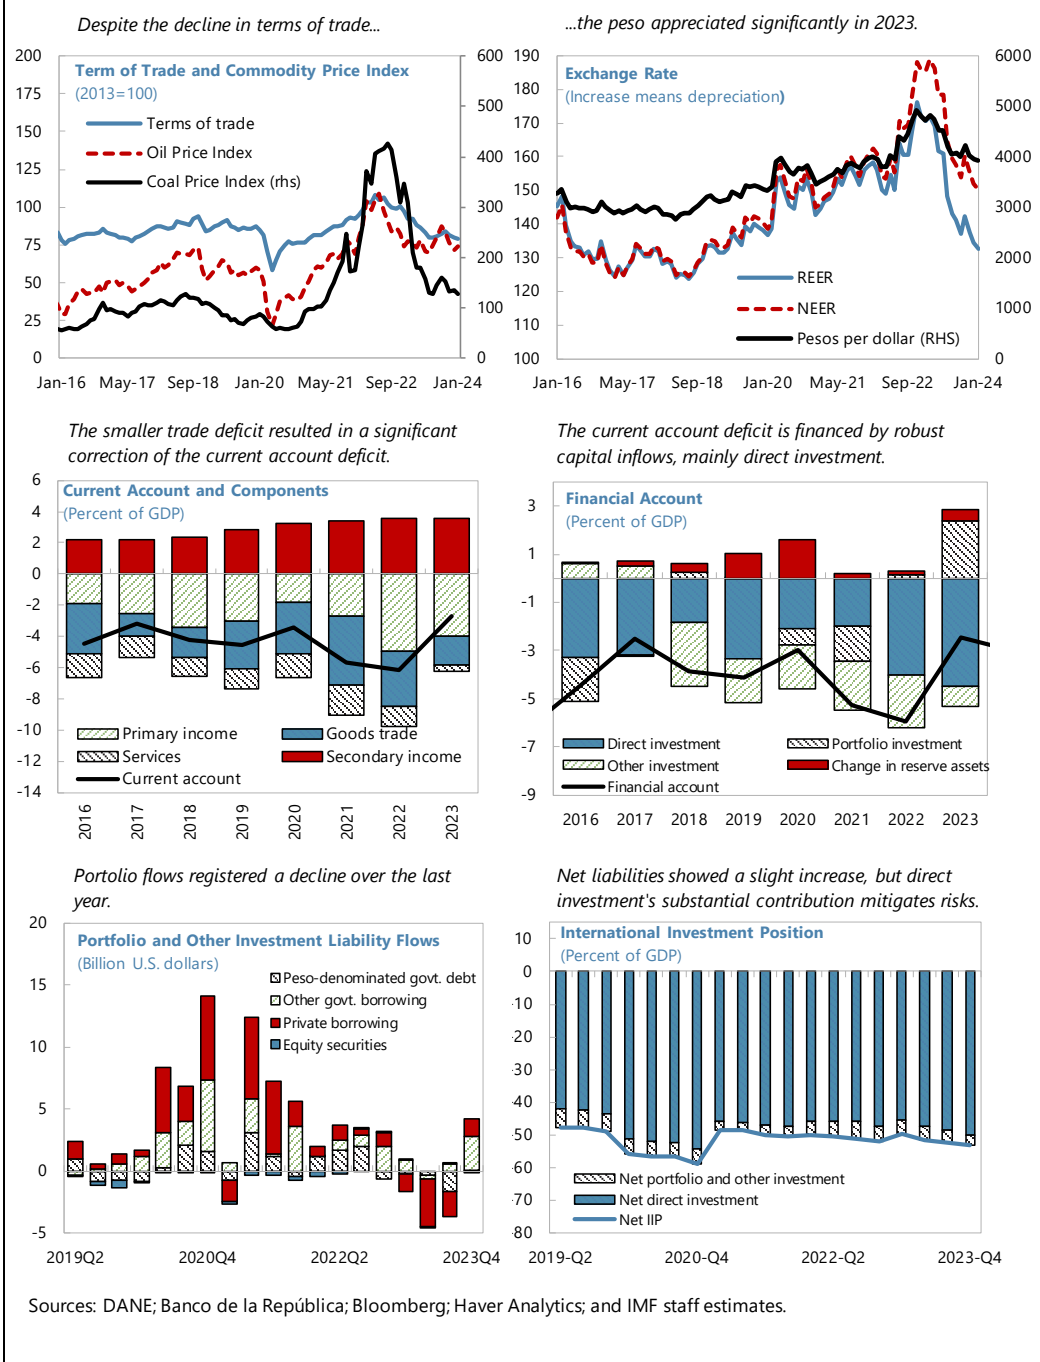 Despite the decline in terms of trade...
...the peso appreciated significantly in 2023.
200
175
150
125
100
75
50
25
0
600
500
400
300
200
100
0
Term of Trade and Commodity Price Index
(2013=100)
Terms of trade
Oil Price Index
Coal Price Index (rhs)
Jan-16 May-17 Sep-18 Jan-20 May-21 Sep-22 Jan-24
190
180
170
160
150
140
130
120
110
100
6000
5000
4000
3000
2000
1000
0
Exchange Rate
(Increase means depreciation)
REER
NEER
Pesos per dollar (RHS)
Jan-16 May-17 Sep-18 Jan-20 May-21 Sep-22 Jan-24
The smaller trade deficit resulted in a significant
correction of the current account deficit.
The current account deficit is financed by robust
capital inflows, mainly direct investment.
6
4
2
0
-2
-4
-6
-8
-10
-12
-14
Current Account and Components
(Percent of GDP)
Primary income Goods trade
Services Secondary income
Current account
2016 2017 2018 2019 2020 2021 2022 2023
3
1
-1
-3
-5
-7
-9
Financial Account
(Percent of GDP)
Direct investment Portfolio investment
Other investment Change in reserve assets
Financial account
2016 2017 2018 2019 2020 2021 2022 2023
Portolio flows registered a decline over the last
year.
Net liabilities showed a slight increase, but direct
investment's substantial contribution mitigates risks.
20
15
10
5
0
-5
Portfolio and Other Investment Liability Flows
(Billion U.S. dollars)
Peso-denominated govt. debt
Other govt. borrowing
Private borrowing
Equity securities
2019Q2 2020Q4 2022Q2 2023Q4
10
0
-10
-20
-30
-40
-50
-60
-70
-80
International Investment Position
(Percent of GDP)
Net portfolio and other investment
Net direct investment
Net IIP
2019-Q2 2020-Q4 2022-Q2 2023-Q4
Sources: DANE; Banco de la República; Bloomberg; Haver Analytics; and IMF staff estimates.